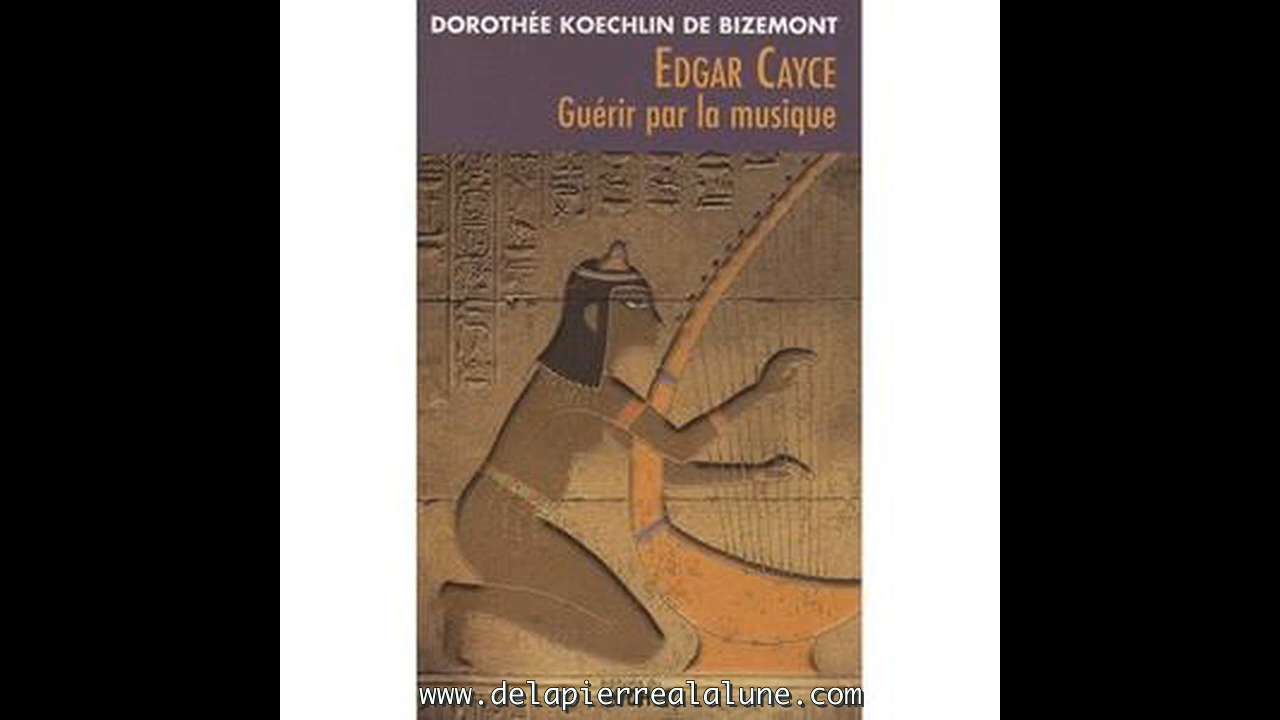 DOROTHÉE KOECHLIN DE BIZEMONT
EDGAR CAYCE
Guérir par la musique
www.delapierrealalune.com